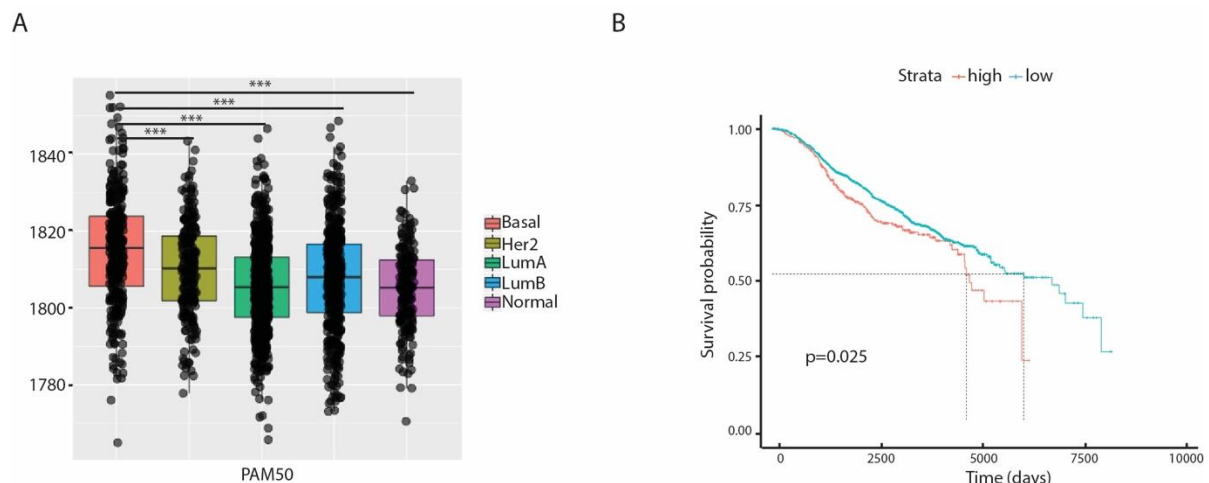 A
***
***
***
***
1840
1820
1800
1780
PAM50
Basal
Her2
LumA
LumB
Normal
B
Strata high low
1.00
0.75
0.50
0.25
0.00
Survival probability
p=0.025
0 2500 5000 7500 10000
Time (days)